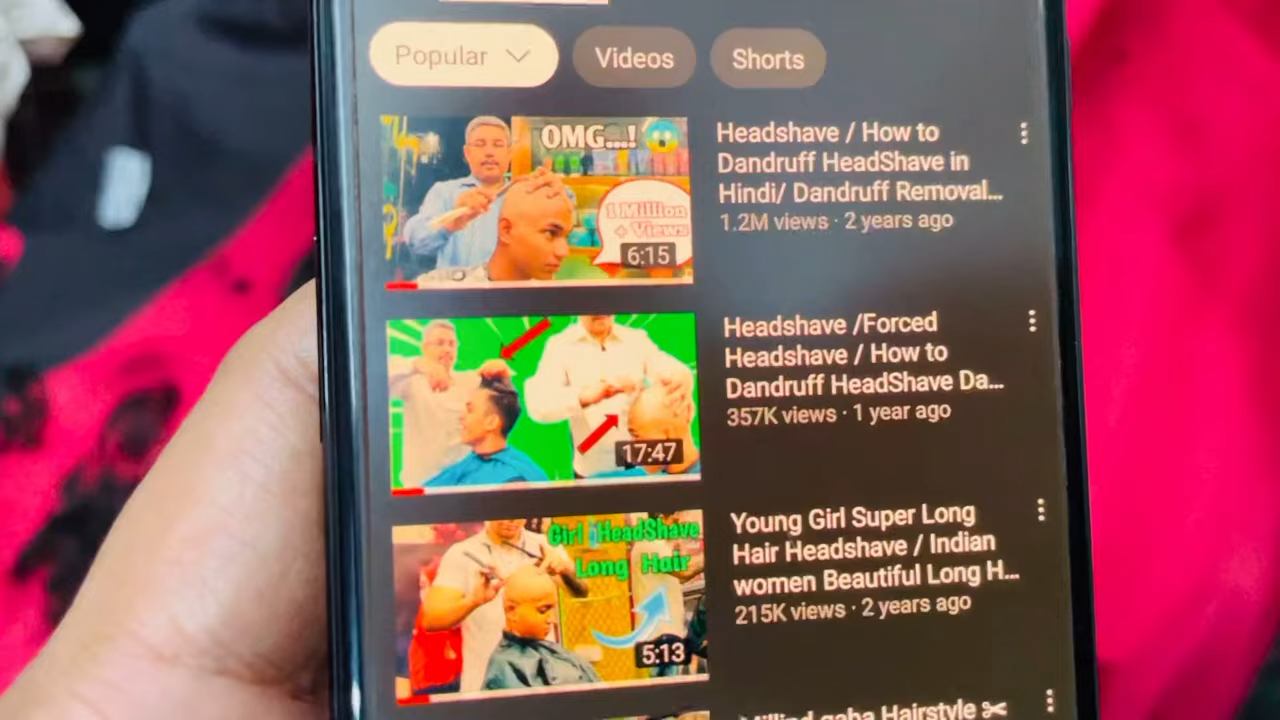 Popular
Videos
Shorts
OMG...!
1 Million
+ Views
6:15
Headshave / How to
Dandruff HeadShave in
Hindi/ Dandruff Removal...
1.2M views · 2 years ago
17:47
Headshave /Forced
Headshave / How to
Dandruff HeadShave Da...
357K views · 1 year ago
Girl HeadShave
Long Hair
5:13
Young Girl Super Long
Hair Headshave / Indian
women Beautiful Long H...
215K views · 2 years ago
Millind gaba Hairstyle ✂